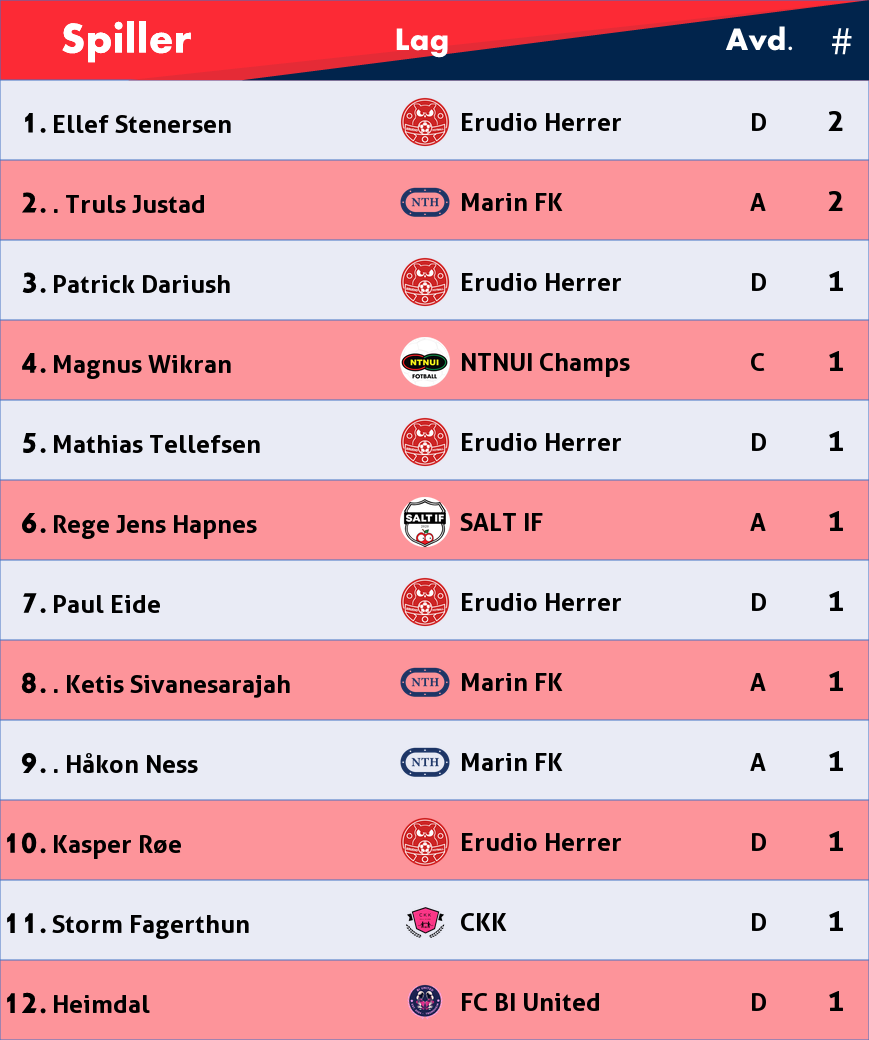 Spiller Lag Avd. #
1. Ellef Stenersen Erudio Herrer D 2
2. . Truls Justad NTH Marin FK A 2
3. Patrick Dariush Erudio Herrer D 1
4. Magnus Wikran NTNUI FOTBALL NTNUI Champs C 1
5. Mathias Tellefsen Erudio Herrer D 1
6. Rege Jens Hapnes SALT IF SALT IF A 1
7. Paul Eide Erudio Herrer D 1
8. . Ketis Sivanesarajah NTH Marin FK A 1
9. . Håkon Ness NTH Marin FK A 1
10. Kasper Røe Erudio Herrer D 1
11. Storm Fagerthun CKK CKK D 1
12. Heimdal FC BI United D 1